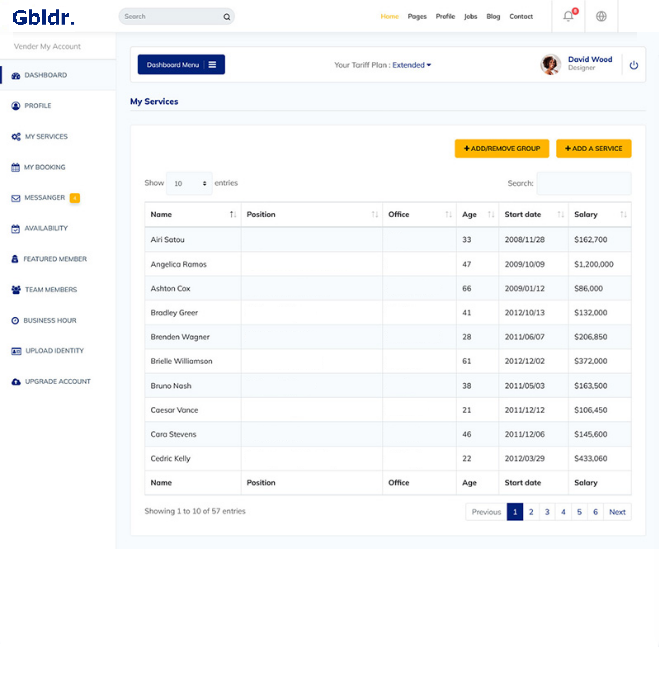 Gbldr.
Search
Home Pages Profile Jobs Blog Contact
6
Vender My Account
DASHBOARD
PROFILE
MY SERVICES
MY BOOKING
MESSANGER 4
AVAILABILITY
FEATURED MEMBER
TEAM MEMBERS
BUSINESS HOUR
UPLOAD IDENTITY
UPGRADE ACCOUNT
Dashboard Menu
Your Tariff Plan : Extended
David Wood
Designer
My Services
+ ADD/REMOVE GROUP + ADD A SERVICE
Show 10 entries Search:
Name Position Office Age Start date Salary
Airi Satou 33 2008/11/28 $162,700
Angelica Ramos 47 2009/10/09 $1,200,000
Ashton Cox 66 2009/01/12 $86,000
Bradley Greer 41 2012/10/13 $132,000
Brenden Wagner 28 2011/06/07 $206,850
Brielle Williamson 61 2012/12/02 $372,000
Bruno Nash 38 2011/05/03 $163,500
Caesar Vance 21 2011/12/12 $106,450
Cara Stevens 46 2011/12/06 $145,600
Cedric Kelly 22 2012/03/29 $433,060
Name Position Office Age Start date Salary
Showing 1 to 10 of 57 entries
Previous 1 2 3 4 5 6 Next